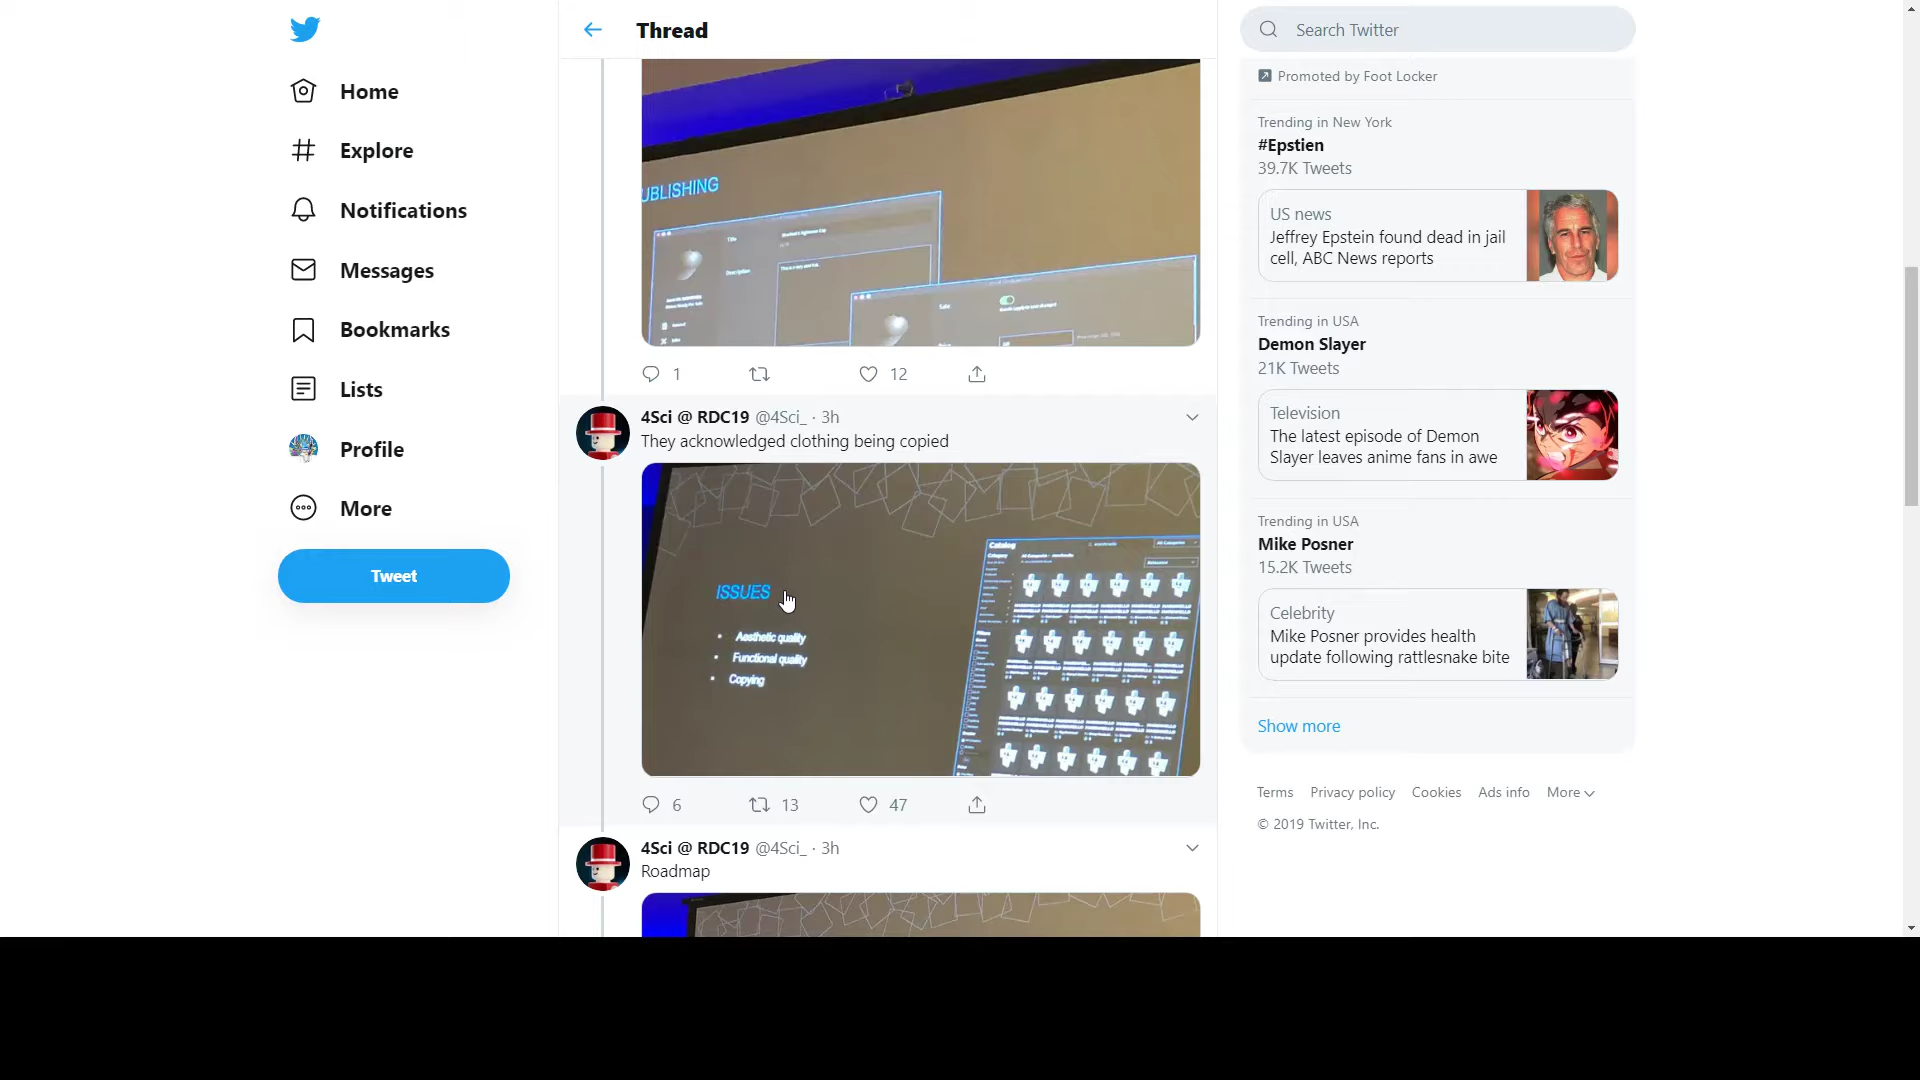 Thread
Search Twitter
Home
Explore
Notifications
Messages
Bookmarks
Lists
Profile
More
Tweet
UBLISHING
Title
Description
1
12
4Sci @ RDC19 @4Sci_ · 3h
They acknowledged clothing being copied
ISSUES
• Aesthetic quality
• Functional quality
• Copying
Catalog
Category
6
13
47
4Sci @ RDC19 @4Sci_ · 3h
Roadmap
Promoted by Foot Locker
Trending in New York
#Epstien
39.7K Tweets
US news
Jeffrey Epstein found dead in jail
cell, ABC News reports
Trending in USA
Demon Slayer
21K Tweets
Television
The latest episode of Demon
Slayer leaves anime fans in awe
Trending in USA
Mike Posner
15.2K Tweets
Celebrity
Mike Posner provides health
update following rattlesnake bite
Show more
Terms Privacy policy Cookies Ads info More
© 2019 Twitter, Inc.